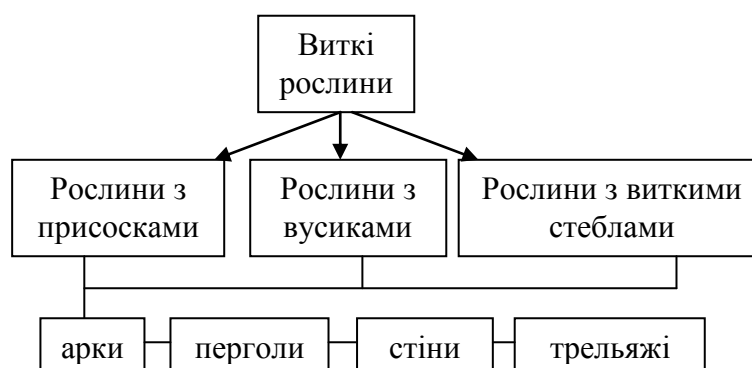 Виткі
рослини
Рослини з
присосками
Рослини з
вусиками
Рослини з виткими
стеблами
арки
перголи
стіни
трельяжі